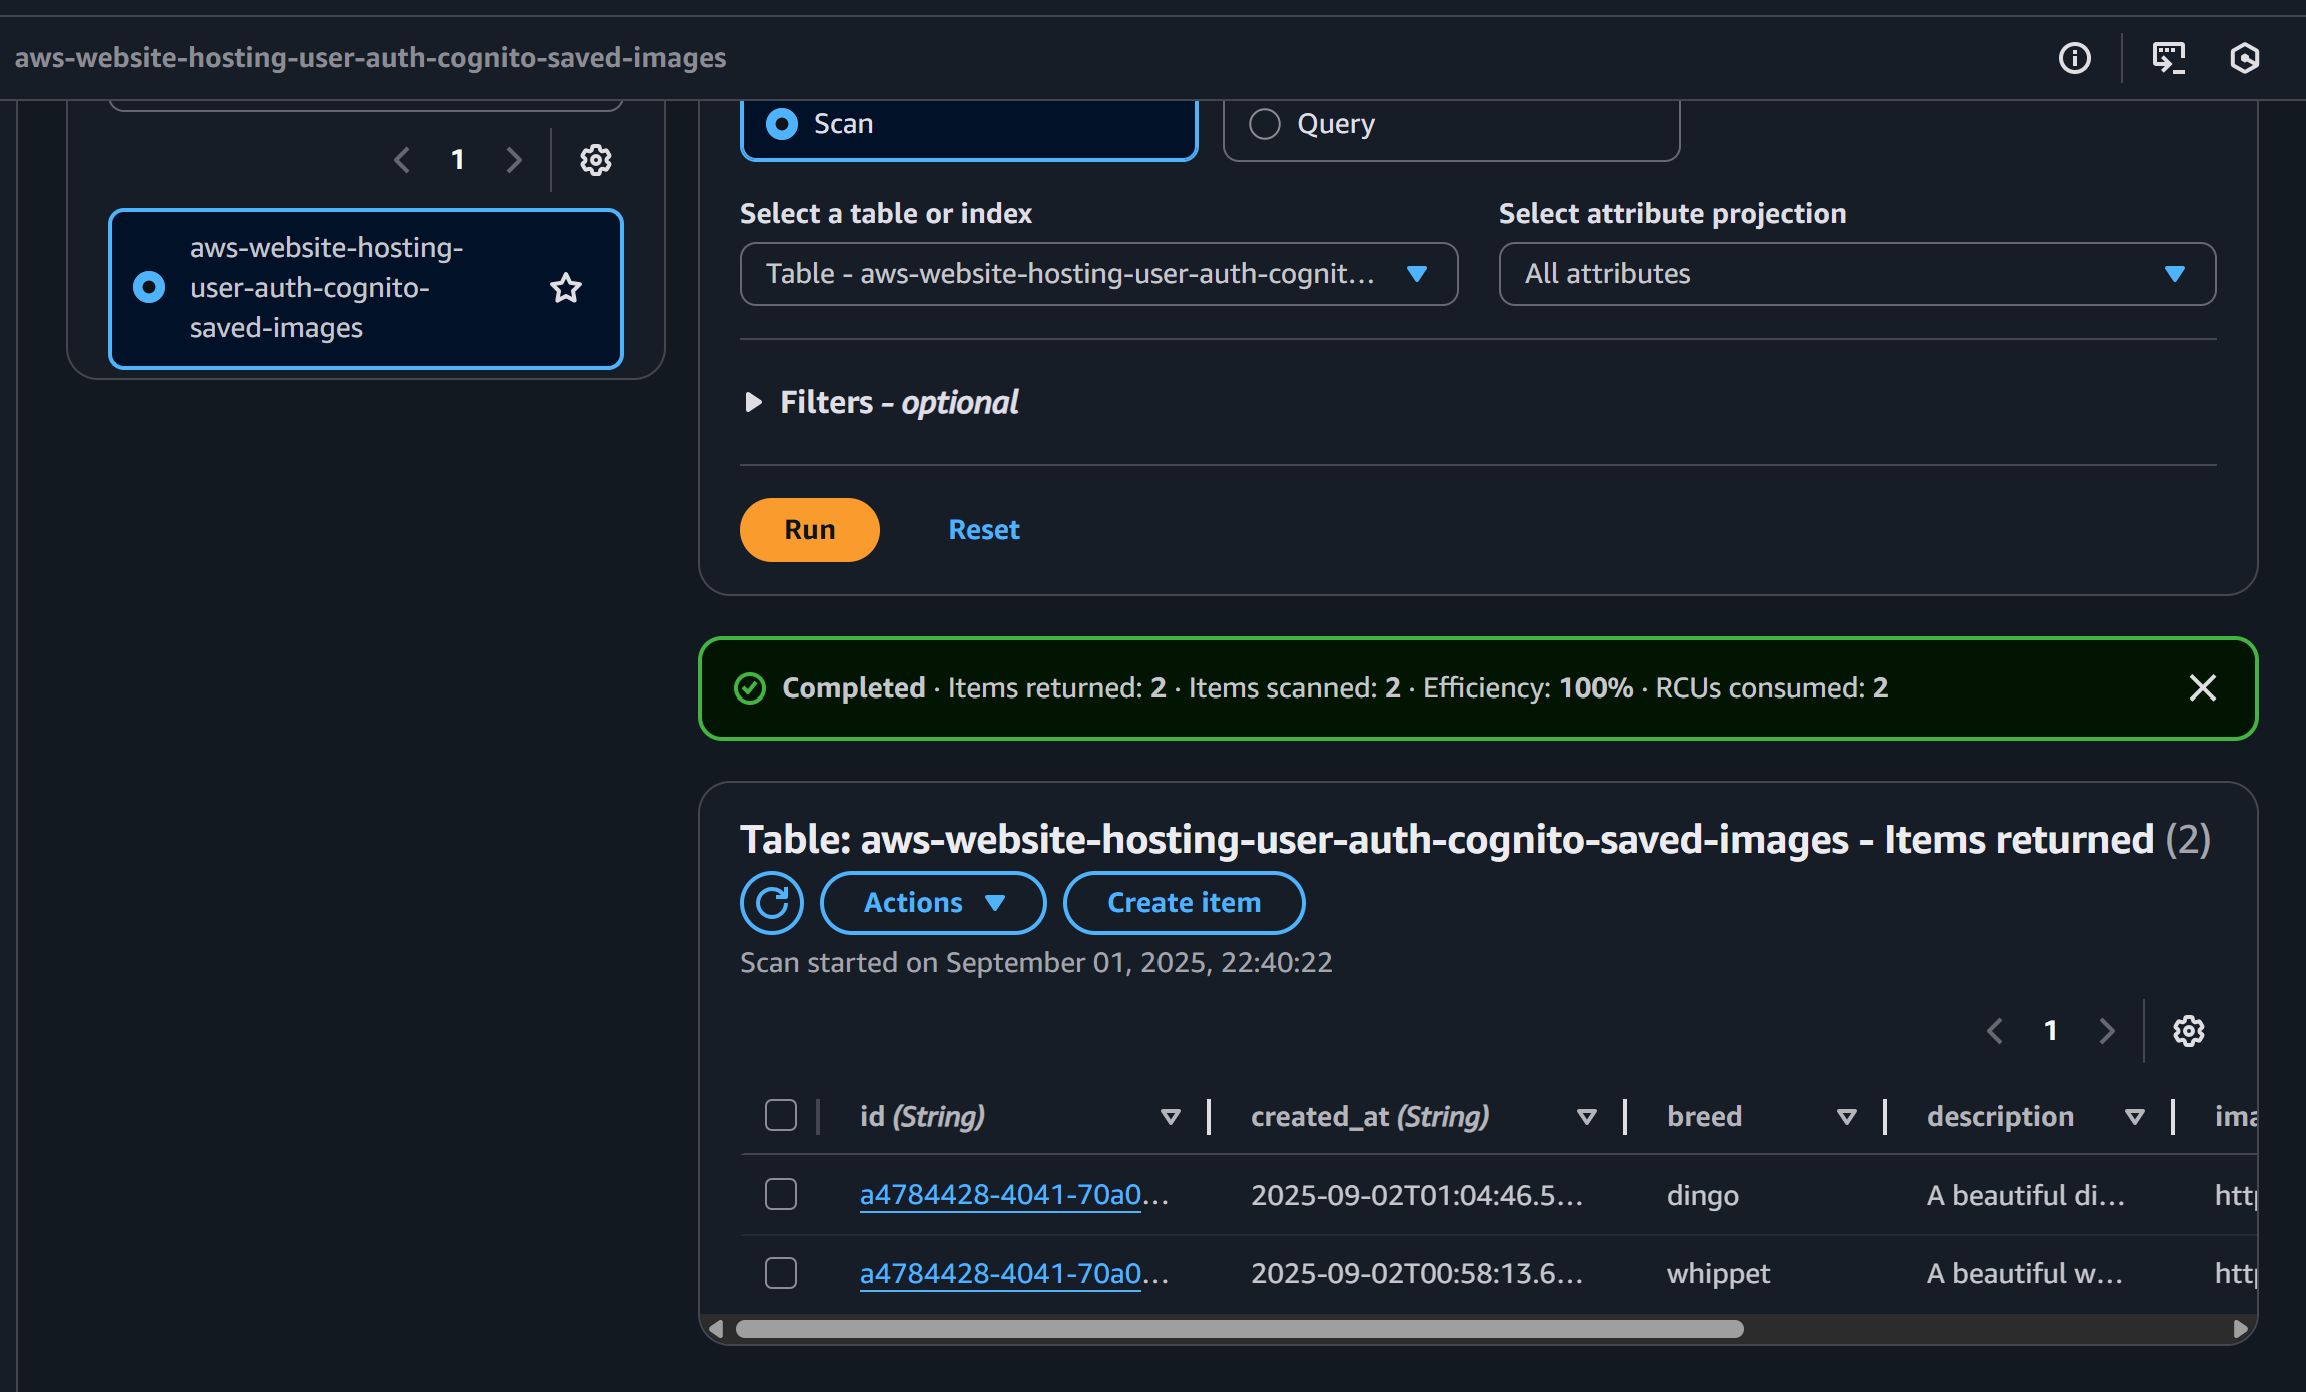 aws-website-hosting-user-auth-cognito-saved-images
1
aws-website-hosting-
user-auth-cognito-
saved-images
Scan
Query
Select a table or index
Select attribute projection
Table - aws-website-hosting-user-auth-cognit...
All attributes
Filters - optional
Run
Reset
Completed · Items returned: 2 · Items scanned: 2 · Efficiency: 100% · RCUs consumed: 2
Table: aws-website-hosting-user-auth-cognito-saved-images - Items returned (2)
Actions
Create item
Scan started on September 01, 2025, 22:40:22
1
id (String) created_at (String) breed description ima
a4784428-4041-70a0... 2025-09-02T01:04:46.5... dingo A beautiful di... http
a4784428-4041-70a0... 2025-09-02T00:58:13.6... whippet A beautiful w... http